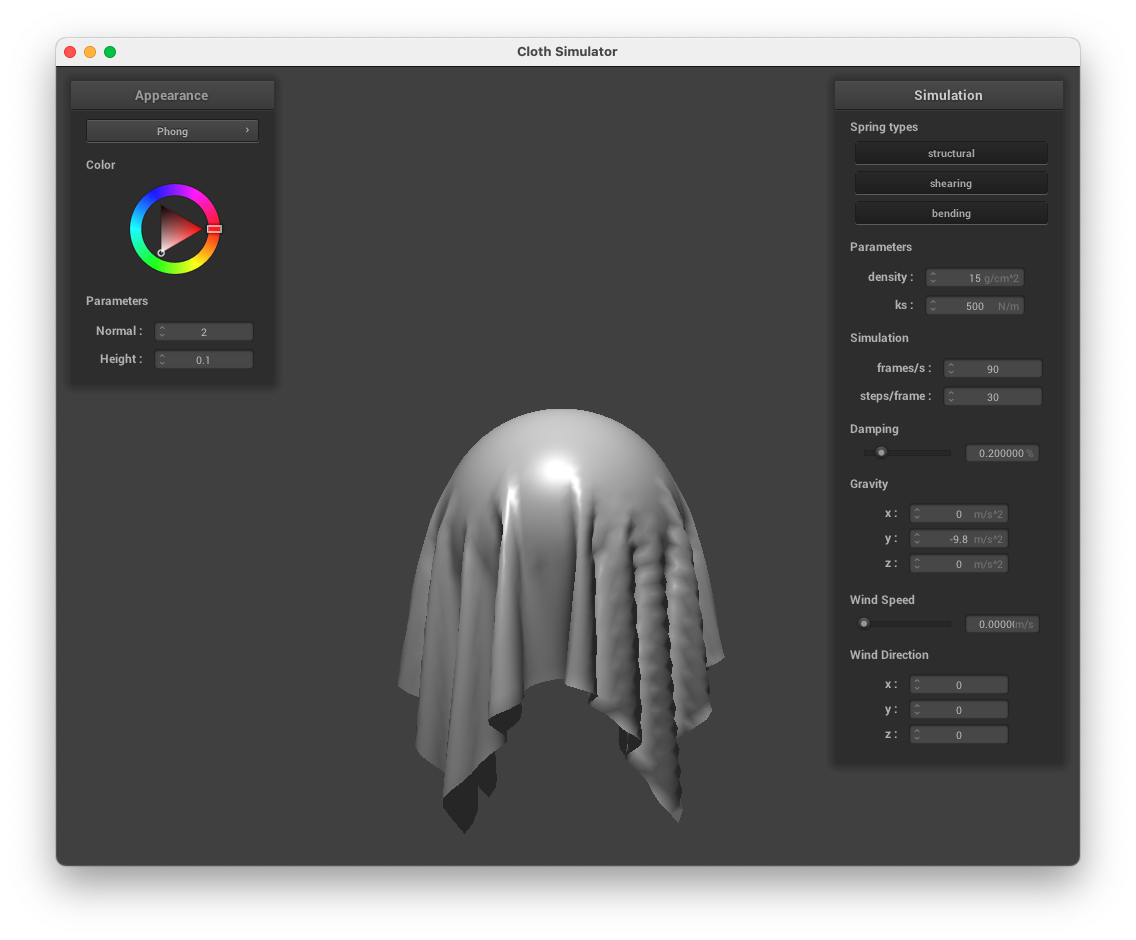 Cloth Simulator
Appearance
Phong ›
Color
Parameters
Normal : 2
Height : 0.1
Simulation
Spring types
structural
shearing
bending
Parameters
density : 15 g/cm^2
ks : 500 N/m
Simulation
frames/s : 90
steps/frame : 30
Damping
0.200000 %
Gravity
x : 0 m/s^2
y : -9.8 m/s^2
z : 0 m/s^2
Wind Speed
0.0000 m/s
Wind Direction
x : 0
y : 0
z : 0